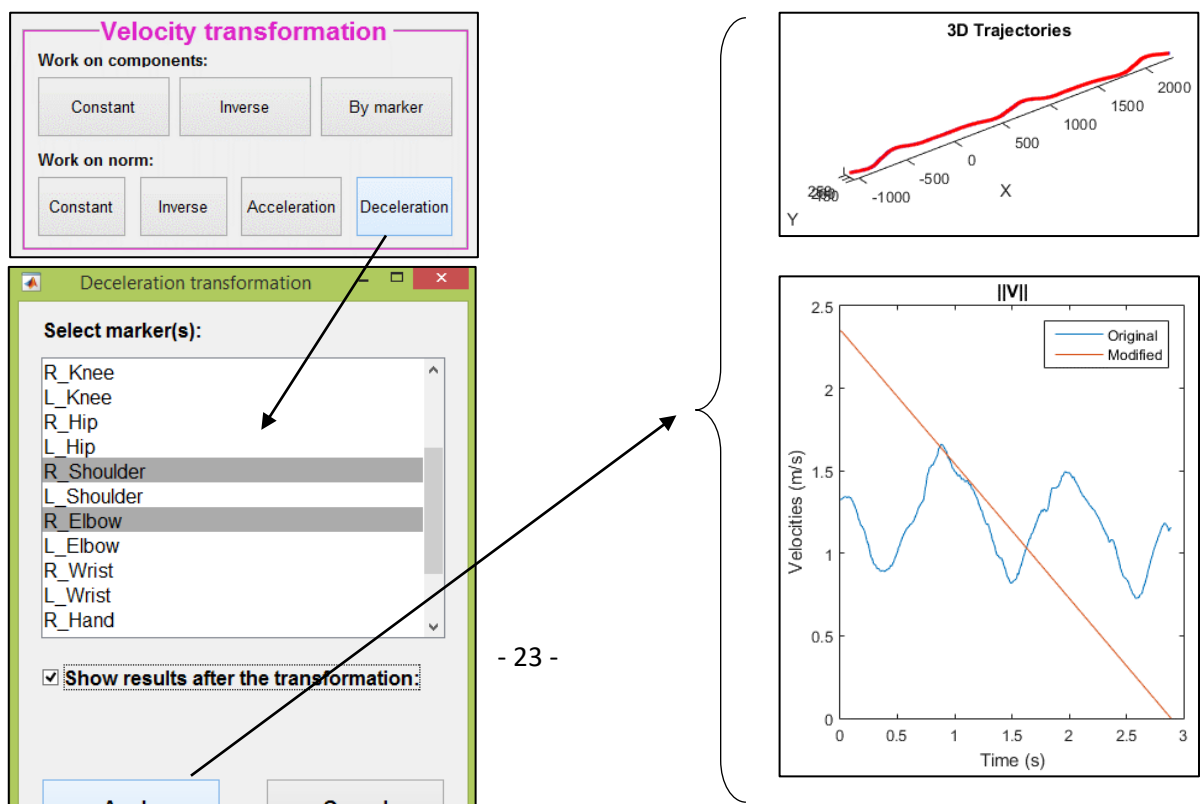 Velocity transformation
Work on components:
Constant Inverse By marker
Work on norm:
Constant Inverse Acceleration Deceleration
Deceleration transformation
Select marker(s):
R_Knee
L_Knee
R_Hip
L_Hip
R_Shoulder
L_Shoulder
R_Elbow
L_Elbow
R_Wrist
L_Wrist
R_Hand
Show results after the transformation:
- 23 -
3D Trajectories
2000
1500
1000
500
0
-500
-1000
X
Y
||V||
2.5
2
1.5
1
0.5
0
Velocities (m/s)
Original
Modified
0 0.5 1 1.5 2 2.5 3
Time (s)